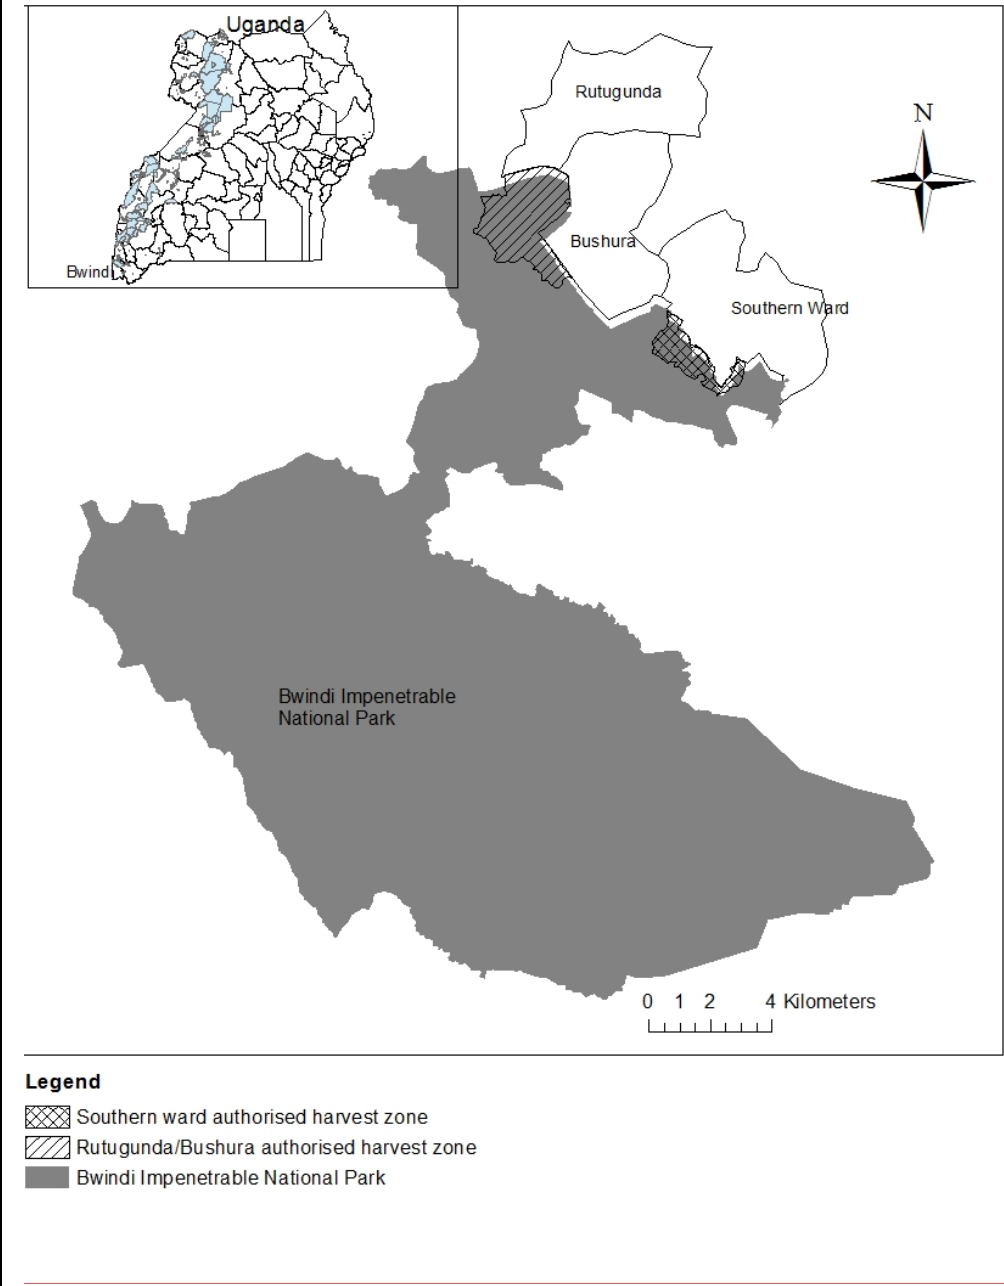 Uganda
Bwindi
Rutugunda
N
Bushura
Southern Ward
Bwindi Impenetrable
National Park
0 1 2 4 Kilometers
Legend
Southern ward authorised harvest zone
Rutugunda/Bushura authorised harvest zone
Bwindi Impenetrable National Park